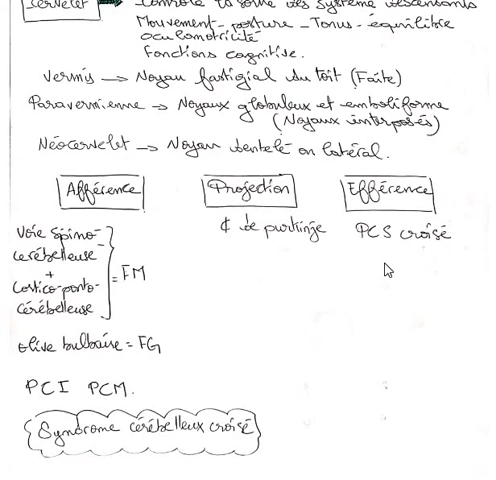 Cervelet → Contrôle la sortie des système descendants
Mouvement - posture - Tonus - équilibre
oculomotricité
fonctions cognitive.
Vermis → Noyau fastigial du toit (Faîte)
Paravermienne → Noyaux globuleux et emboliforme
(Noyaux interposés)
Néocervelet → Noyau dentelé ou latéral.
Afférence Projection Efférence
Voie Spino-
cérébelleuse
+
Cortico-ponto-
cérébelleuse
= FM
¢ de purkinje
PCS croisé
olive bulbaire = FG
PCI PCM.
Syndrome cérébelleux croisé